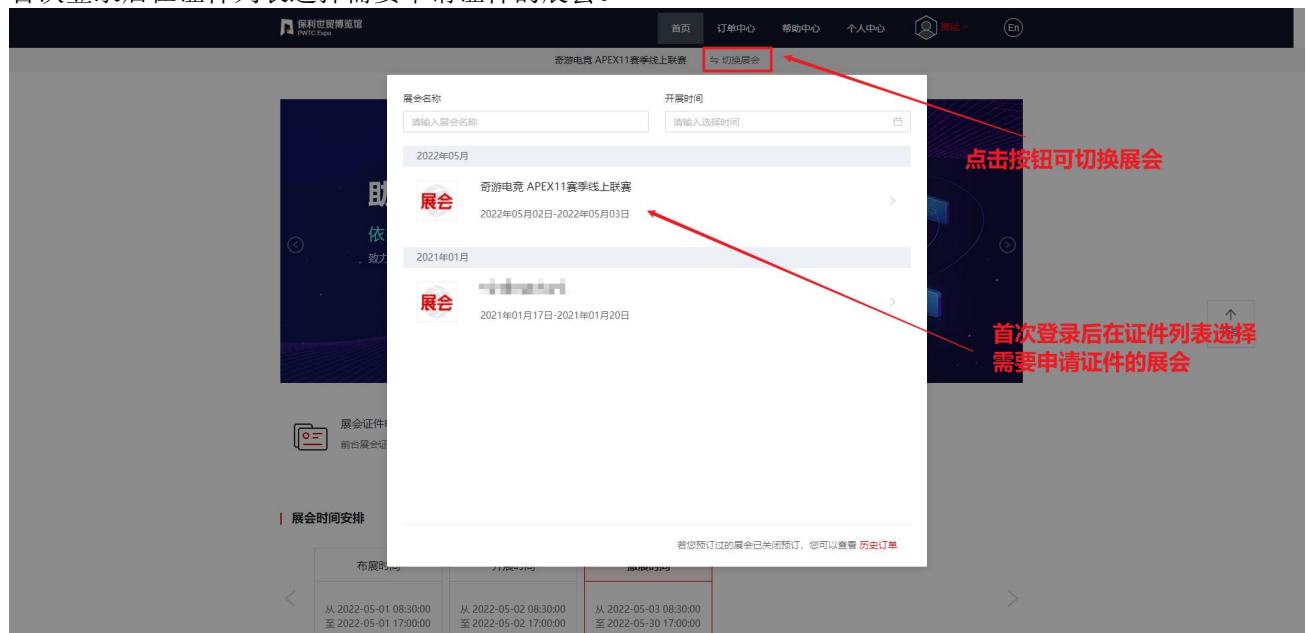 首次登录后在证件列表选择需要申请证件的展会。
保利世贸博览馆
PWTC Expo
首页 订单中心 帮助中心 个人中心 测试 En
奇游电竞 APEX11赛季线上联赛 切换展会
展会名称 开展时间
请输入展会名称 请输入选择时间
2022年05月
点击按钮可切换展会
展会 奇游电竞 APEX11赛季线上联赛
2022年05月02日-2022年05月03日
助
依
致力
2021年01月
展会
2021年01月17日-2021年01月20日
首次登录后在证件列表选择
需要申请证件的展会
展会证件
前台展会证
展会时间安排
若您预订过的展会已关闭预订，您可以查看 历史订单
布展时间 开展时间 撤展时间
从 2022-05-01 08:30:00 从 2022-05-02 08:30:00 从 2022-05-03 08:30:00
至 2022-05-01 17:00:00 至 2022-05-02 17:00:00 至 2022-05-30 17:00:00